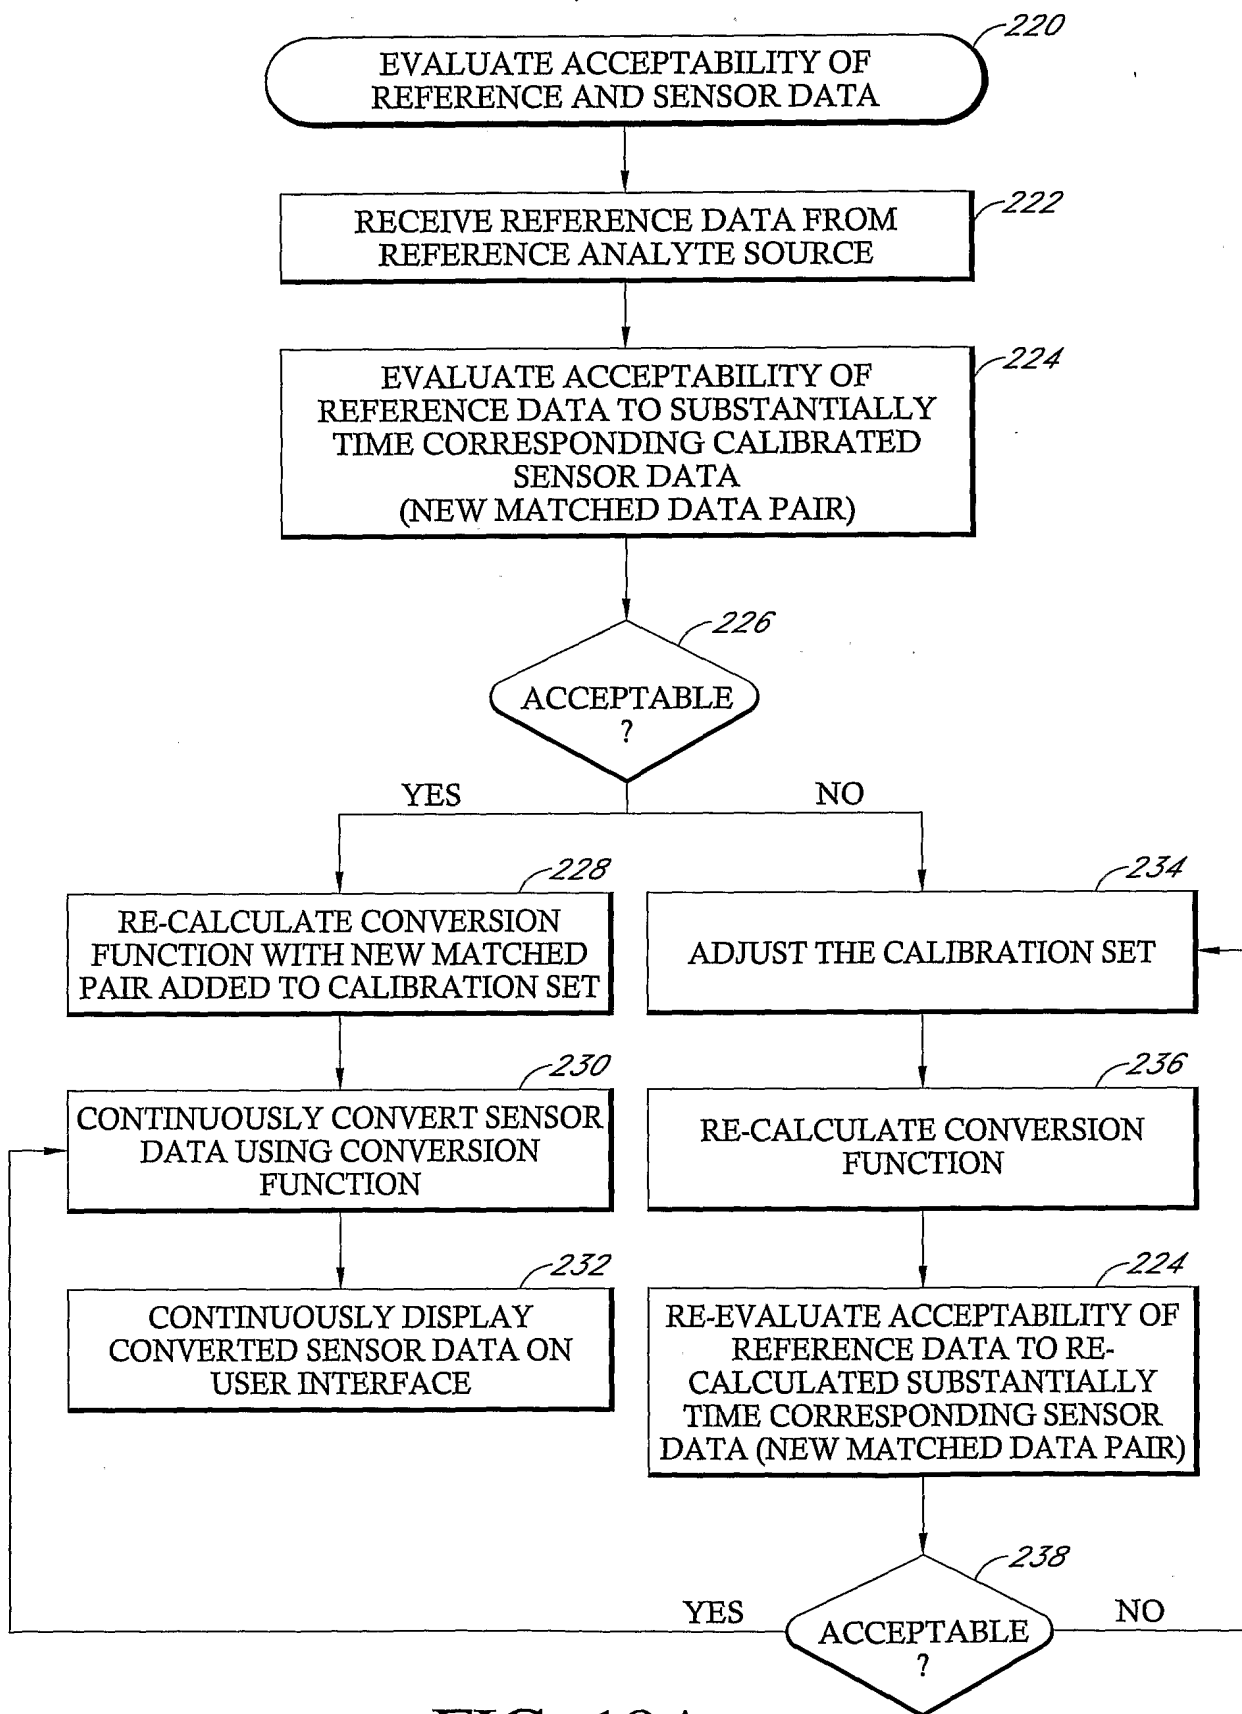 220
EVALUATE ACCEPTABILITY OF
REFERENCE AND SENSOR DATA
222
RECEIVE REFERENCE DATA FROM
REFERENCE ANALYTE SOURCE
224
EVALUATE ACCEPTABILITY OF
REFERENCE DATA TO SUBSTANTIALLY
TIME CORRESPONDING CALIBRATED
SENSOR DATA
(NEW MATCHED DATA PAIR)
226
ACCEPTABLE
?
YES
NO
228
RE-CALCULATE CONVERSION
FUNCTION WITH NEW MATCHED
PAIR ADDED TO CALIBRATION SET
234
ADJUST THE CALIBRATION SET
230
CONTINUOUSLY CONVERT SENSOR
DATA USING CONVERSION
FUNCTION
236
RE-CALCULATE CONVERSION
FUNCTION
232
CONTINUOUSLY DISPLAY
CONVERTED SENSOR DATA ON
USER INTERFACE
224
RE-EVALUATE ACCEPTABILITY OF
REFERENCE DATA TO RE-
CALCULATED SUBSTANTIALLY
TIME CORRESPONDING SENSOR
DATA (NEW MATCHED DATA PAIR)
238
YES
ACCEPTABLE
?
NO